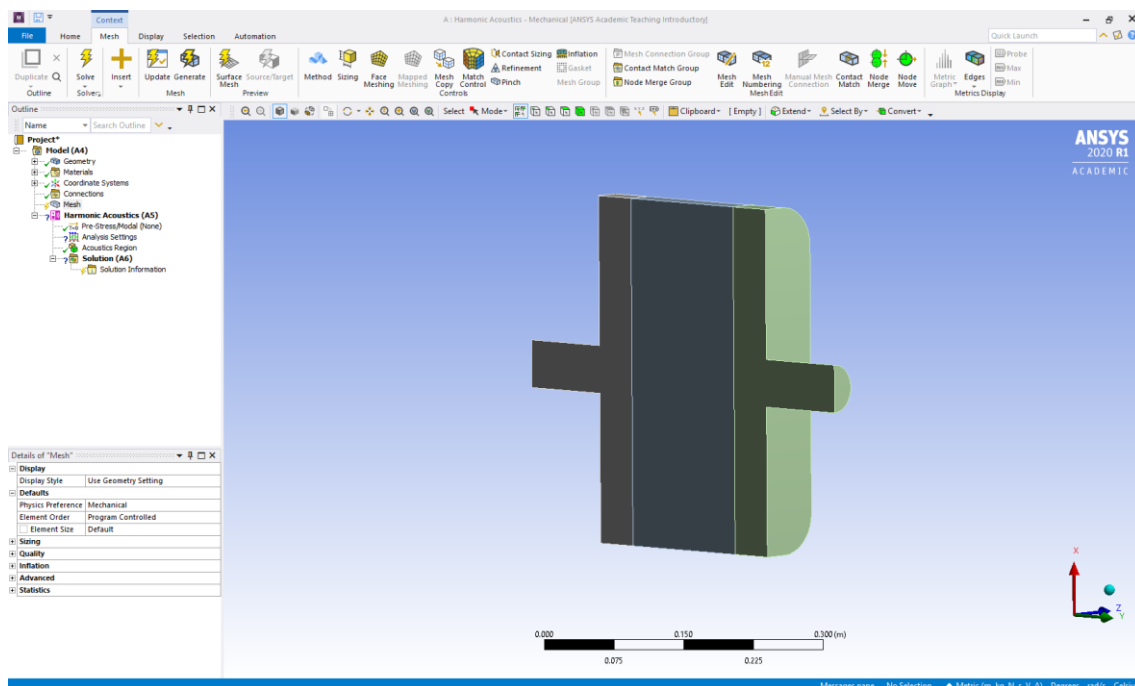 A : Harmonic Acoustics - Mechanical [ANSYS Academic Teaching Introductory]
Context
File Home Mesh Display Selection Automation
Quick Launch
Duplicate Q
Outline
Solve
Solver
Insert
Update Generate
Mesh
Surface Mesh
Source/Target
Preview
Method Sizing
Face Meshing
Mapped Meshing
Mesh Copy
Match Control
Controls
Contact Sizing
Refinement
Pinch
Inflation
Gasket
Mesh Group
Mesh Connection Group
Contact Match Group
Node Merge Group
Mesh Edit
Mesh Numbering
Manual Mesh Connection
Contact Match
Node Merge
Node Move
Mesh Edit
Metric Graph
Edges
Probe
Max
Min
Metrics Display
Outline
Name Search Outline
Select Mode Clipboard [ Empty ] Extend Select By Convert
Project*
Model (A4)
Geometry
Materials
Coordinate Systems
Connections
Mesh
Harmonic Acoustics (A5)
Pre-Stress/Modal (None)
Analysis Settings
Acoustics Region
Solution (A6)
Solution Information
ANSYS
2020 R1
ACADEMIC
Details of "Mesh"
Display
Display Style Use Geometry Setting
Defaults
Physics Preference Mechanical
Element Order Program Controlled
Element Size Default
Sizing
Quality
Inflation
Advanced
Statistics
X
Z
Y
0.000 0.150 0.300 (m)
0.075 0.225
Messages pane No Selection Metric (m, kg, N, s, V, A) Degrees rad/s Celsi